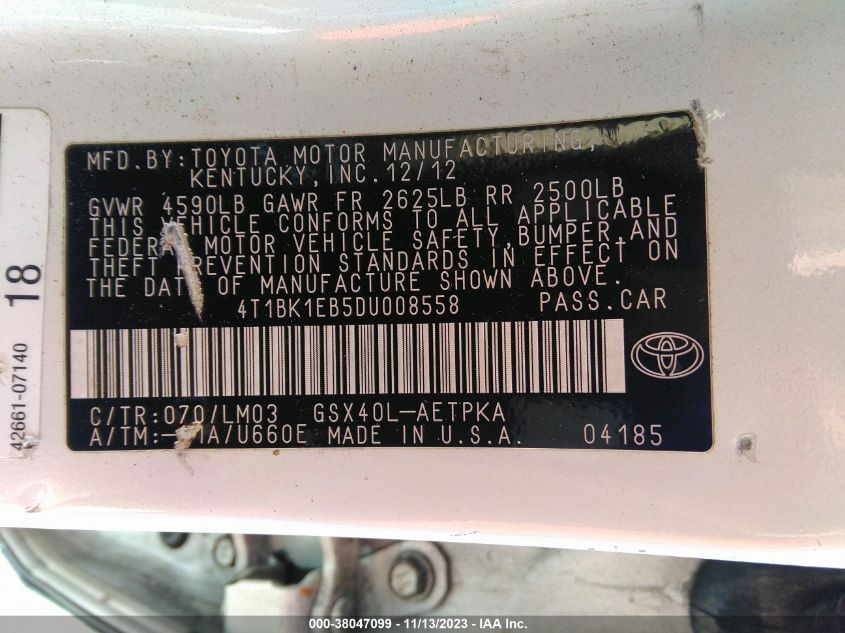 MFD. BY: TOYOTA MOTOR MANUFACTURING,
KENTUCKY, INC. 12/12
GVWR 4590LB GAWR FR 2625LB RR 2500LB
THIS VEHICLE CONFORMS TO ALL APPLICABLE
FEDERAL MOTOR VEHICLE SAFETY, BUMPER AND
THEFT PREVENTION STANDARDS IN EFFECT ON
THE DATE OF MANUFACTURE SHOWN ABOVE.
4T1BK1EB5DU008558 PASS. CAR
C/TR: 070/LM03 GSX40L-AETPKA
A/TM: 1A/U660E MADE IN U.S.A. 04185
42661-07140 18
000-38047099 - 11/13/2023 - IAA Inc.